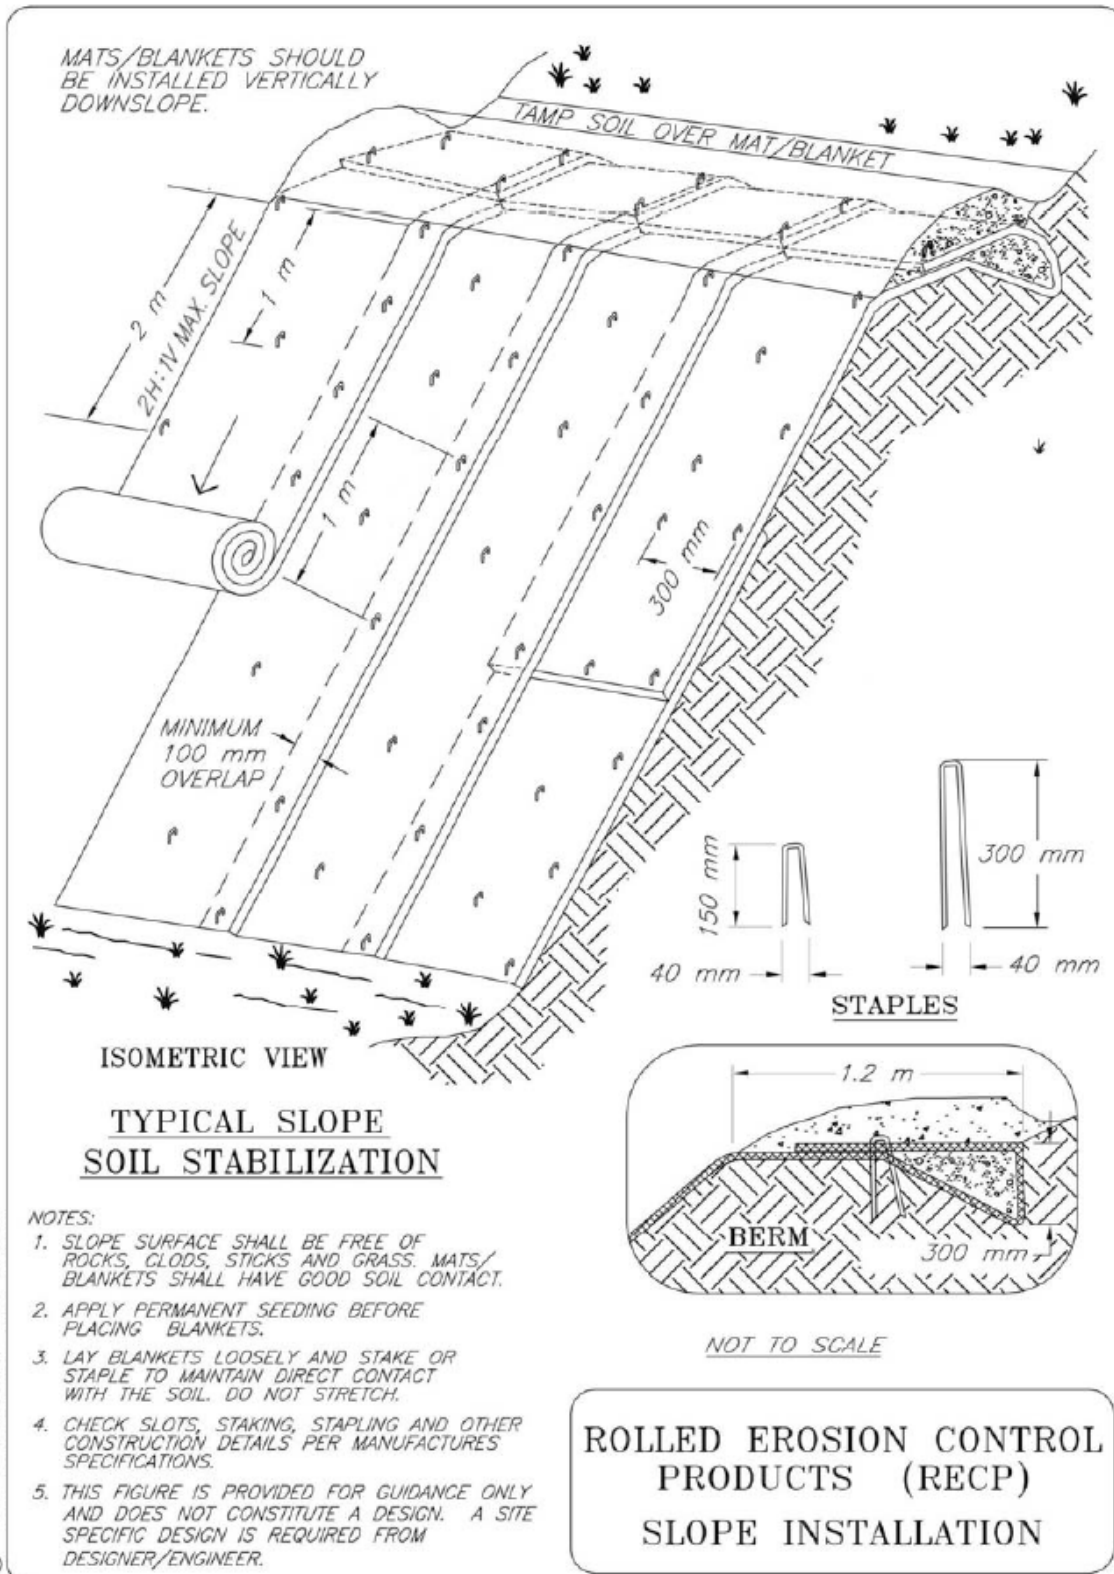 MATS/BLANKETS SHOULD
BE INSTALLED VERTICALLY
DOWNSLOPE.
TAMP SOIL OVER MAT/BLANKET
2 m
2H:1V MAX. SLOPE
1 m
1 m
300 mm
MINIMUM
100 mm
OVERLAP
150 mm
300 mm
40 mm
40 mm
STAPLES
ISOMETRIC VIEW
1.2 m
BERM
300 mm
NOT TO SCALE
TYPICAL SLOPE
SOIL STABILIZATION
NOTES:
1. SLOPE SURFACE SHALL BE FREE OF
ROCKS, CLODS, STICKS AND GRASS. MATS/
BLANKETS SHALL HAVE GOOD SOIL CONTACT.
2. APPLY PERMANENT SEEDING BEFORE
PLACING BLANKETS.
3. LAY BLANKETS LOOSELY AND STAKE OR
STAPLE TO MAINTAIN DIRECT CONTACT
WITH THE SOIL. DO NOT STRETCH.
4. CHECK SLOTS, STAKING, STAPLING AND OTHER
CONSTRUCTION DETAILS PER MANUFACTURES
SPECIFICATIONS.
5. THIS FIGURE IS PROVIDED FOR GUIDANCE ONLY
AND DOES NOT CONSTITUTE A DESIGN. A SITE
SPECIFIC DESIGN IS REQUIRED FROM
DESIGNER/ENGINEER.
ROLLED EROSION CONTROL
PRODUCTS (RECP)
SLOPE INSTALLATION